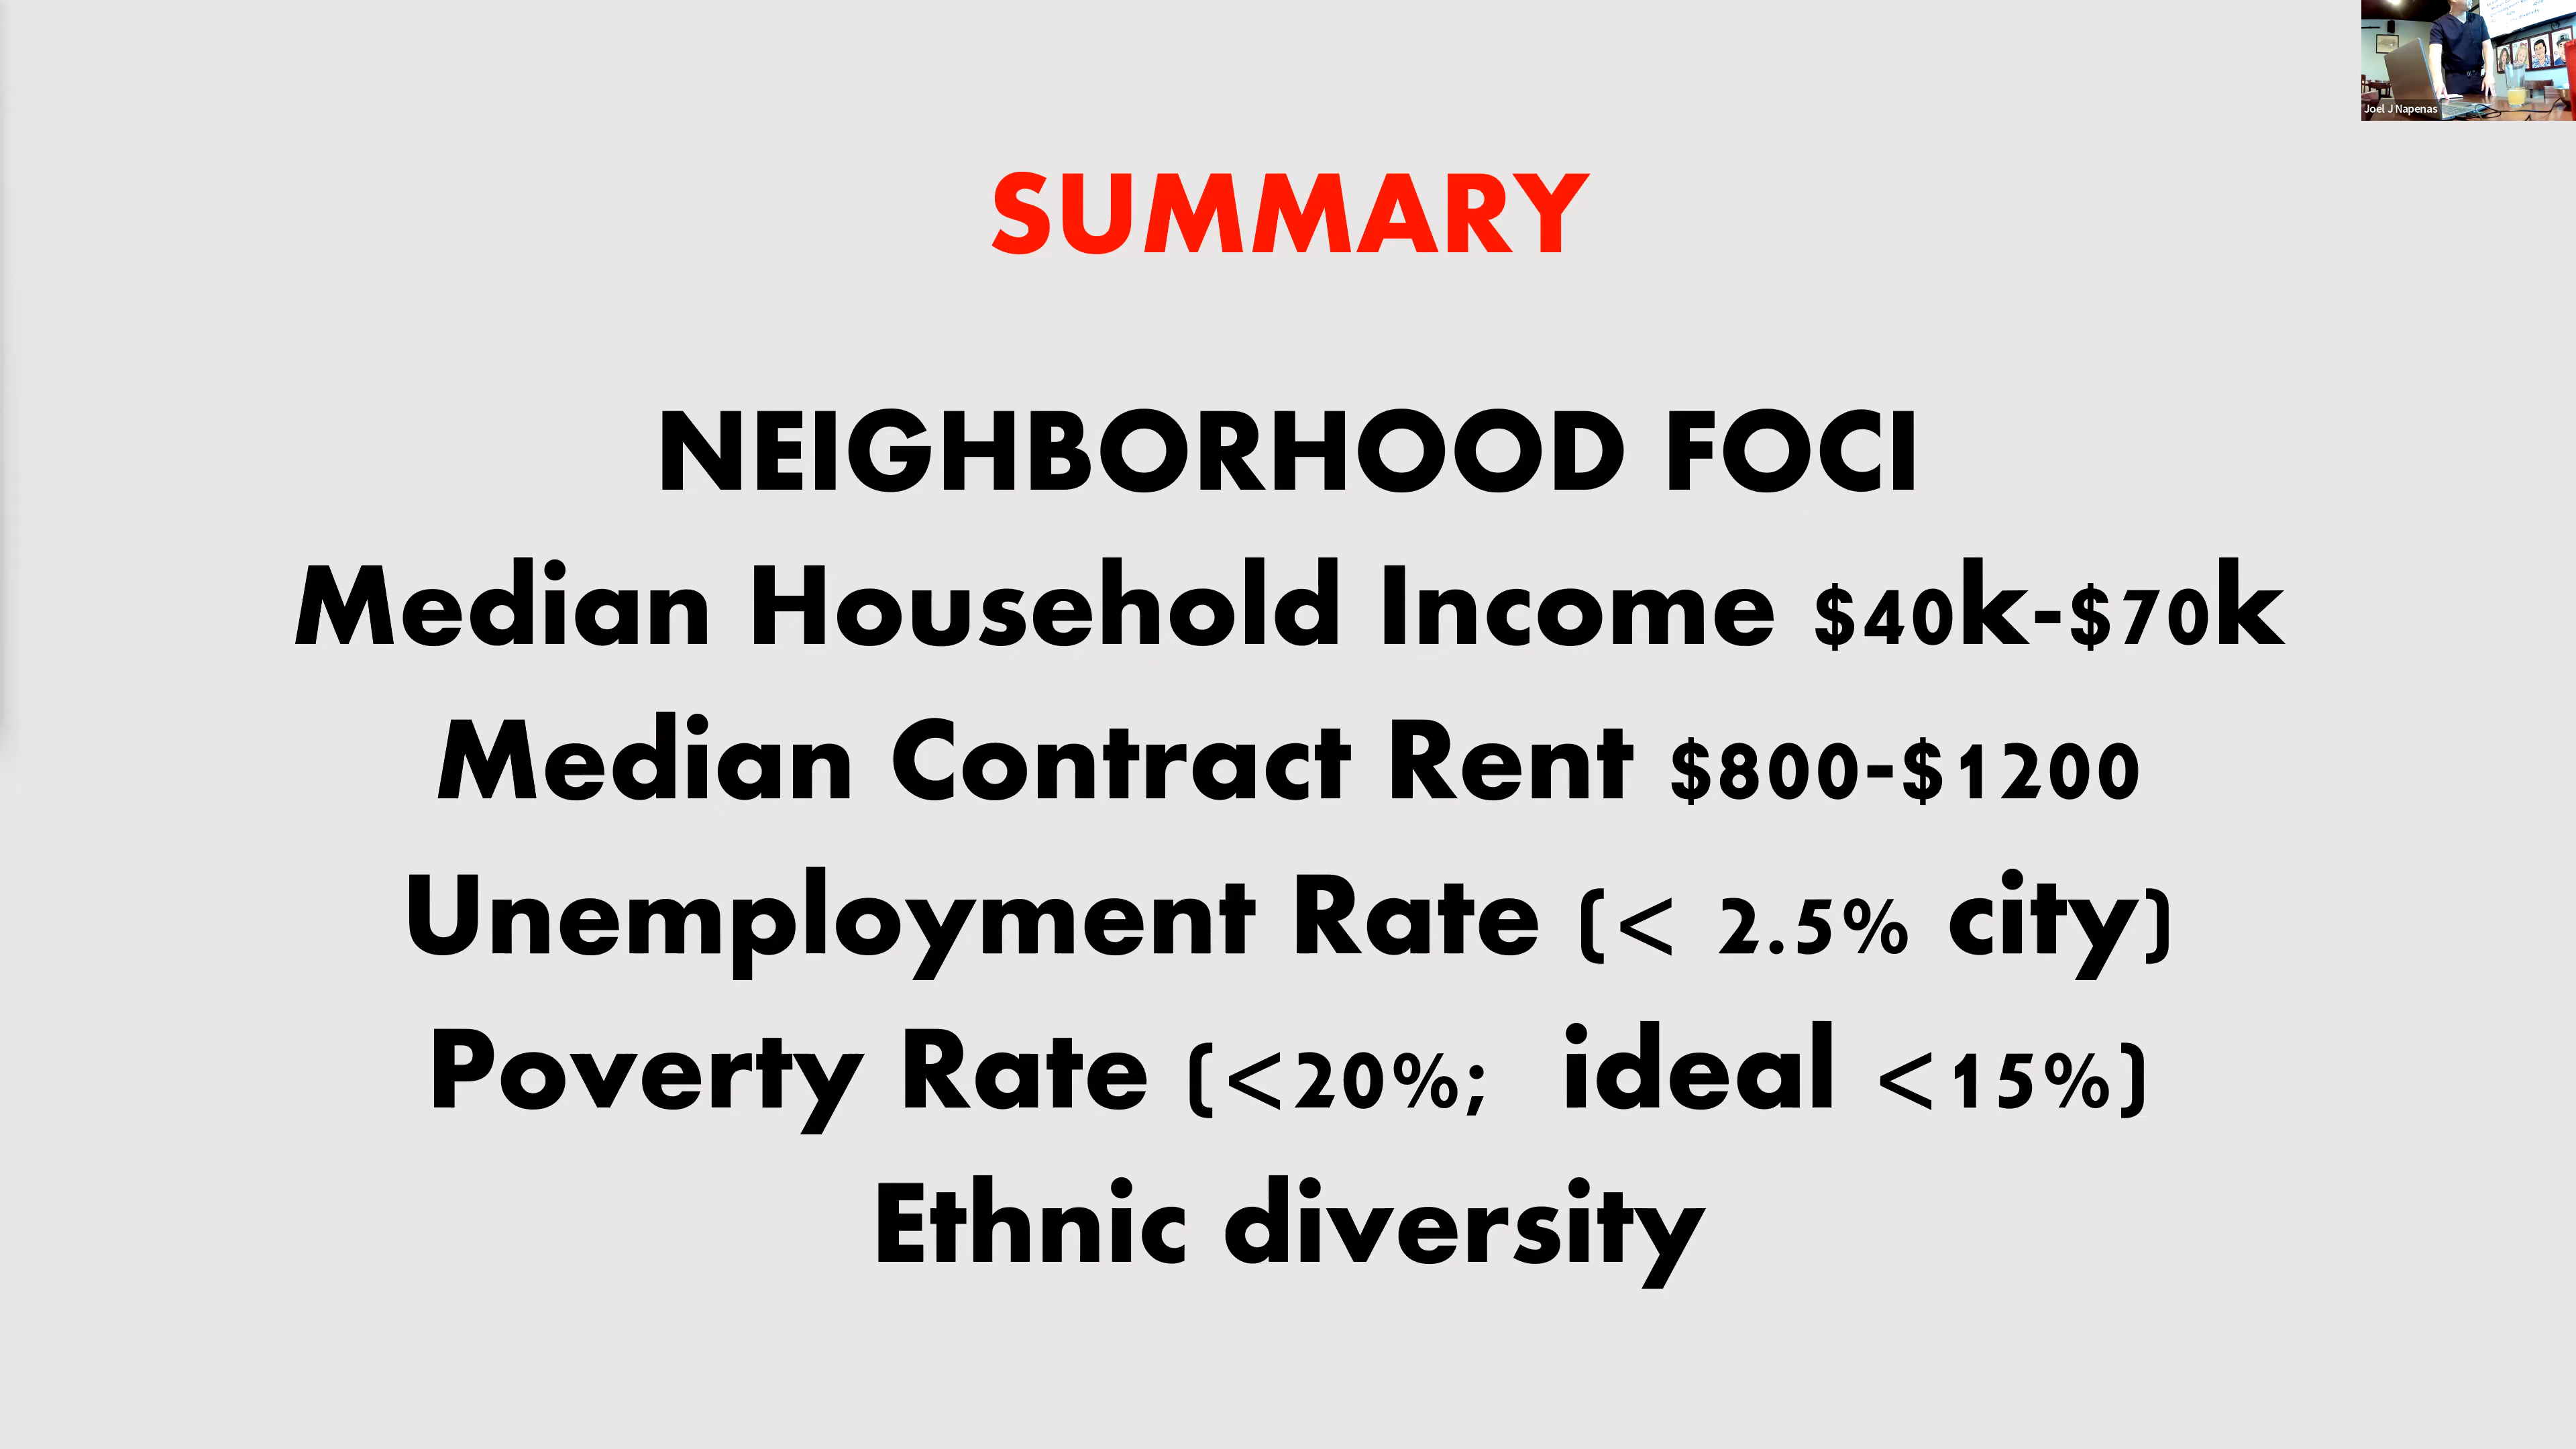 SUMMARY
NEIGHBORHOOD FOCI
Median Household Income $40k-$70k
Median Contract Rent $800-$1200
Unemployment Rate (< 2.5% city)
Poverty Rate (<20%;  ideal <15%)
Ethnic diversity
Joel J Napenas